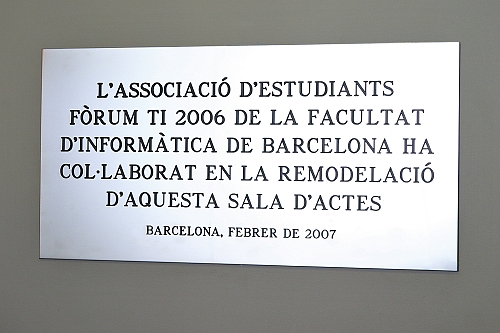 L'ASSOCIACIÓ D'ESTUDIANTS
FÒRUM TI 2006 DE LA FACULTAT
D'INFORMÀTICA DE BARCELONA HA
COL·LABORAT EN LA REMODELACIÓ
D'AQUESTA SALA D'ACTES
BARCELONA, FEBRER DE 2007